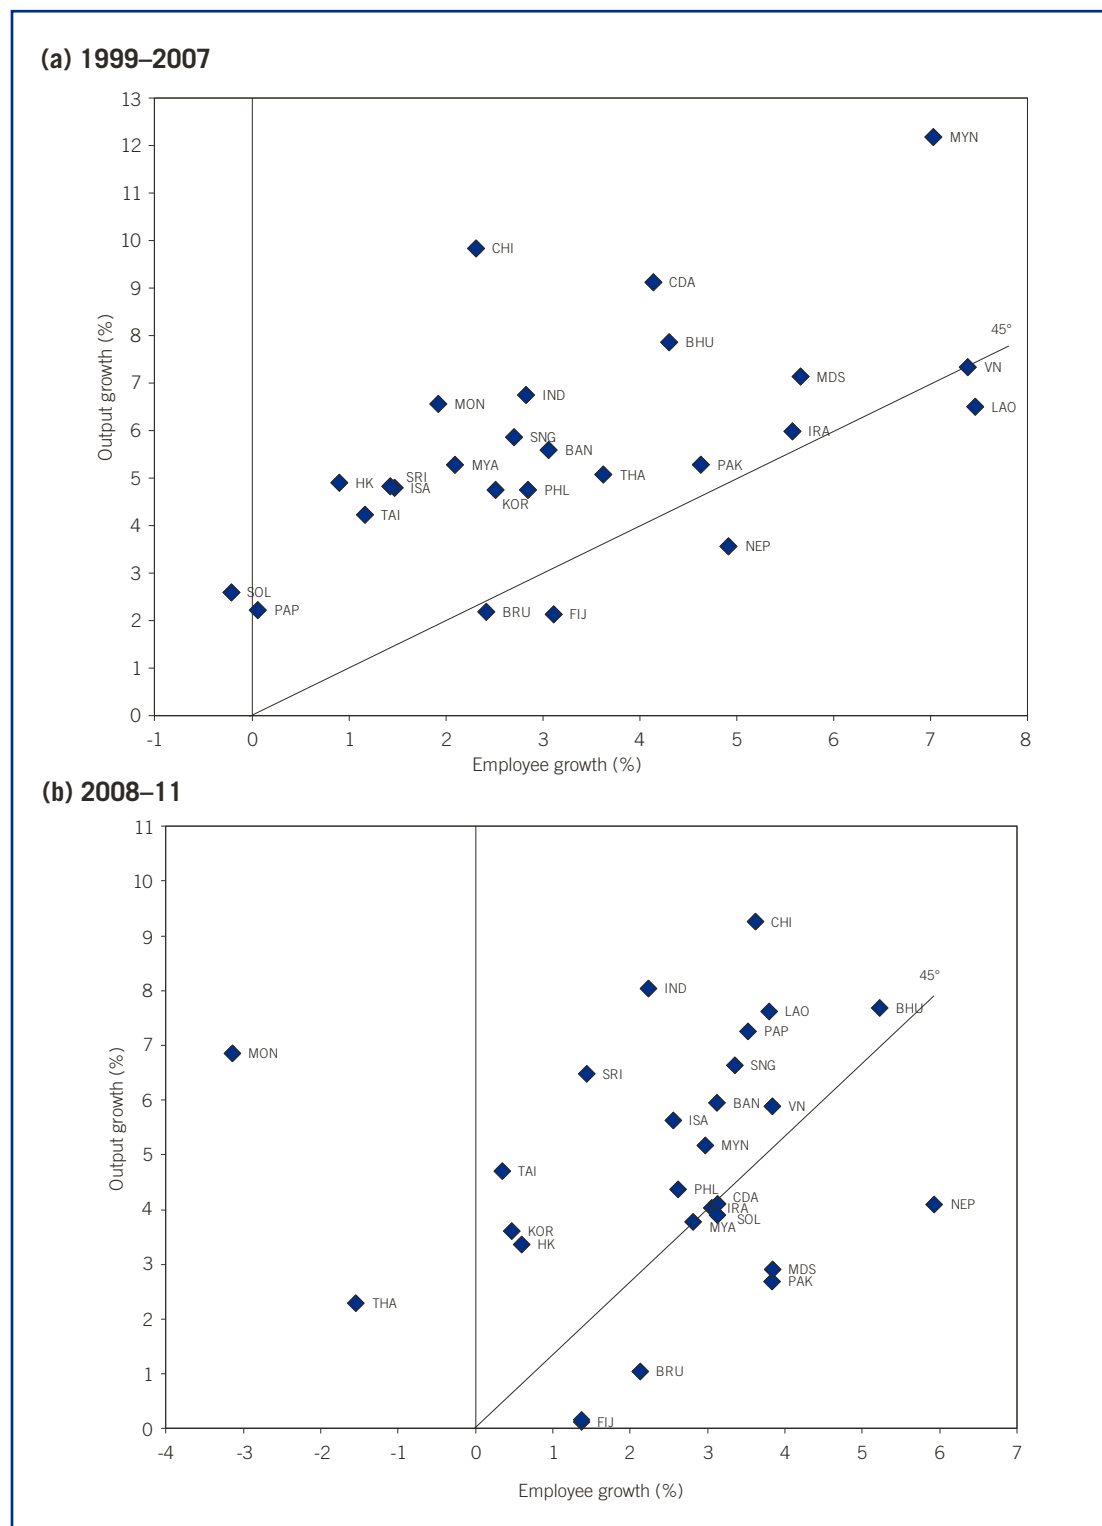 (a) 1999–2007
13
12
MYN
11
10
CHI
9
CDA
8
BHU
45°
7
MDS
VN
MON
IND
LAO
6
SNG
IRA
BAN
5
HK
SRI
ISA
MYA
THA
PAK
KOR
PHL
4
TAI
NEP
3
SOL
2
PAP
BRU
FIJ
1
0
-1 0 1 2 3 4 5 6 7 8
Output growth (%)
Employee growth (%)
(b) 2008–11
11
10
9
CHI
45°
8
IND
LAO
BHU
7
MON
PAP
SNG
SRI
6
BAN
VN
ISA
5
MYN
TAI
PHL
4
CDA
IRA
SOL
MYA
NEP
KOR
HK
3
MDS
PAK
THA
2
1
BRU
0
FIJ
-4 -3 -2 -1 0 1 2 3 4 5 6 7
Output growth (%)
Employee growth (%)